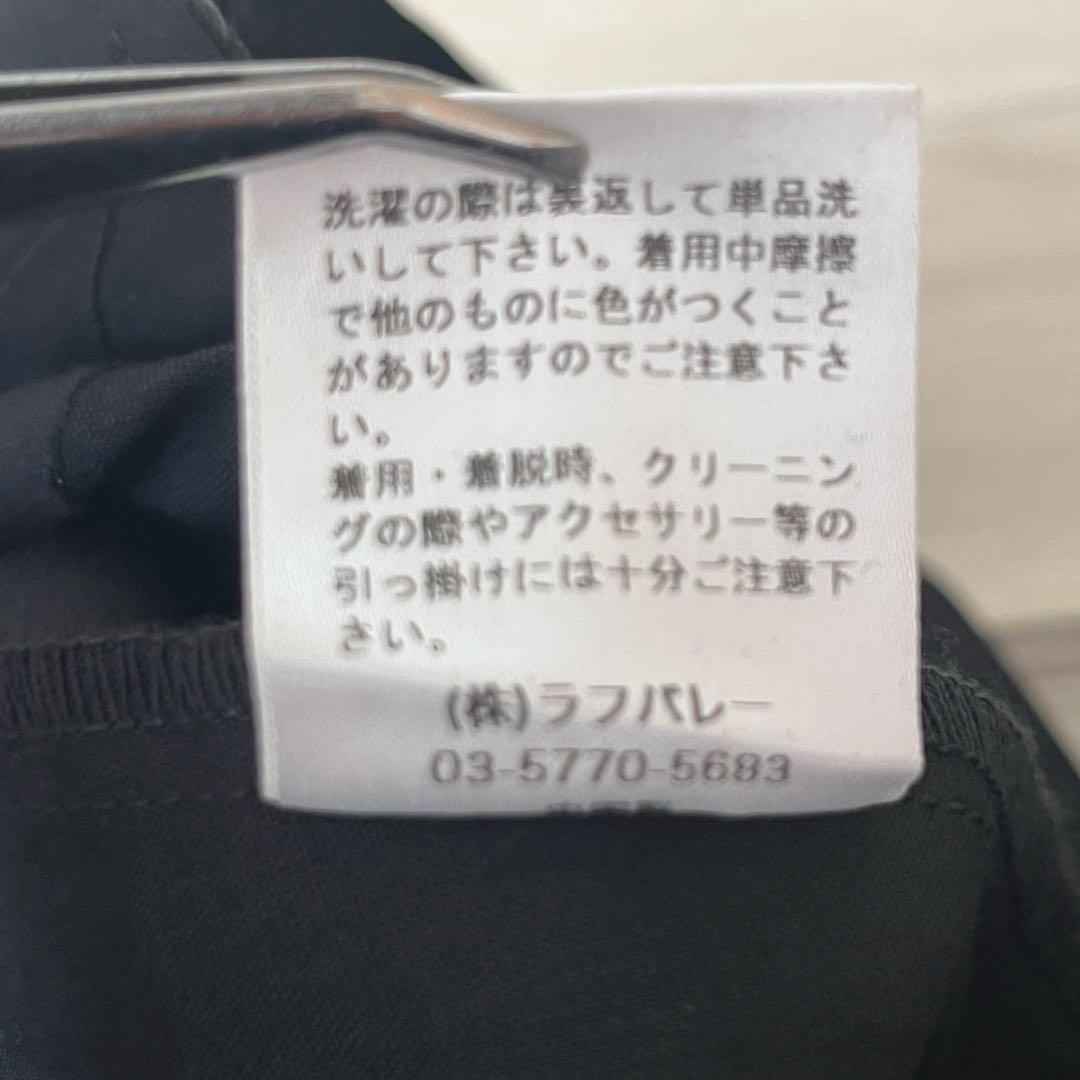 洗濯の際は裏返して単品洗
いして下さい。着用中摩擦
で他のものに色がつくこと
がありますのでご注意下さ
い。
着用・着脱時、クリーニン
グの際やアクセサリー等の
引っ掛けには十分ご注意下
さい。
(株)ラフバレー
03-5770-5683